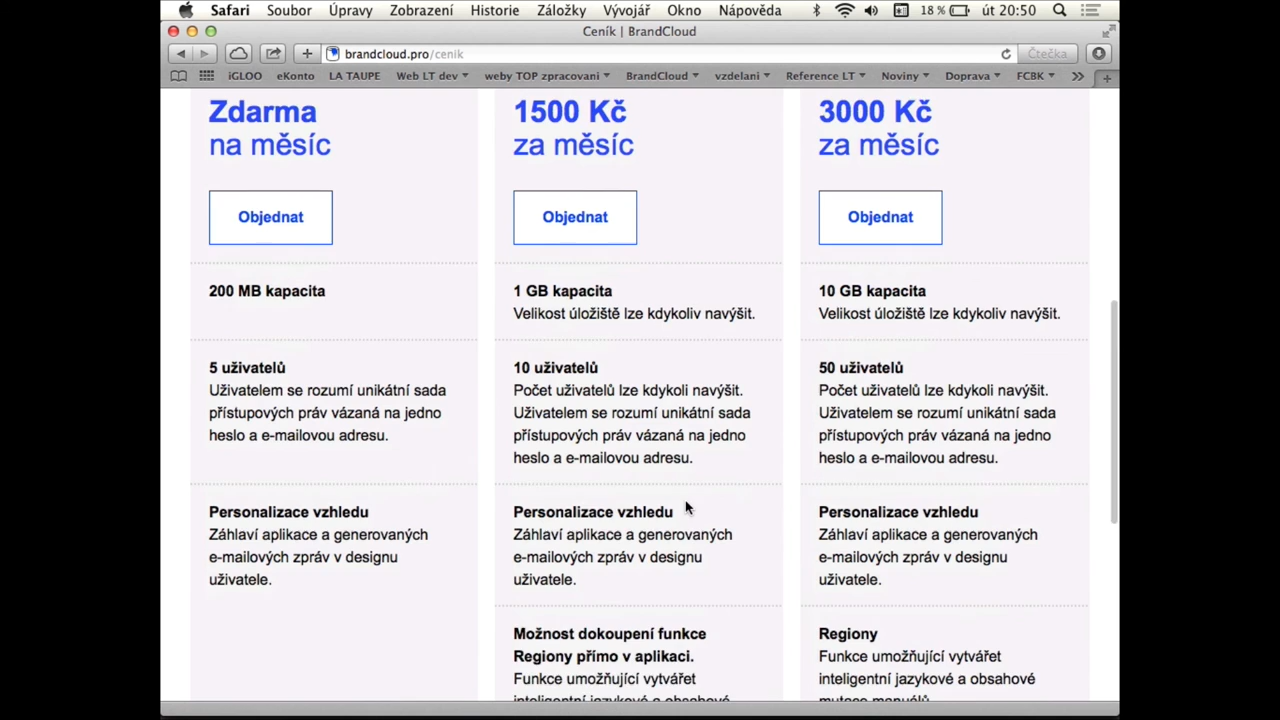 Safari Soubor Úpravy Zobrazení Historie Záložky Vývojář Okno Nápověda 18 % út 20:50
Ceník | BrandCloud
brandcloud.pro/cenik Čtečka
iGLOO eKonto LA TAUPE Web LT dev weby TOP zpracovani BrandCloud vzdelani Reference LT Noviny Doprava FCBK
Zdarma
na měsíc
Objednat
200 MB kapacita
5 uživatelů
Uživatelem se rozumí unikátní sada
přístupových práv vázaná na jedno
heslo a e-mailovou adresu.
Personalizace vzhledu
Záhlaví aplikace a generovaných
e-mailových zpráv v designu
uživatele.
1500 Kč
za měsíc
Objednat
1 GB kapacita
Velikost úložiště lze kdykoliv navýšit.
10 uživatelů
Počet uživatelů lze kdykoli navýšit.
Uživatelem se rozumí unikátní sada
přístupových práv vázaná na jedno
heslo a e-mailovou adresu.
Personalizace vzhledu
Záhlaví aplikace a generovaných
e-mailových zpráv v designu
uživatele.
Možnost dokoupení funkce
Regiony přímo v aplikaci.
Funkce umožňující vytvářet
inteligentní jazykové a obsahové
3000 Kč
za měsíc
Objednat
10 GB kapacita
Velikost úložiště lze kdykoliv navýšit.
50 uživatelů
Počet uživatelů lze kdykoli navýšit.
Uživatelem se rozumí unikátní sada
přístupových práv vázaná na jedno
heslo a e-mailovou adresu.
Personalizace vzhledu
Záhlaví aplikace a generovaných
e-mailových zpráv v designu
uživatele.
Regiony
Funkce umožňující vytvářet
inteligentní jazykové a obsahové
mutace manuálů.